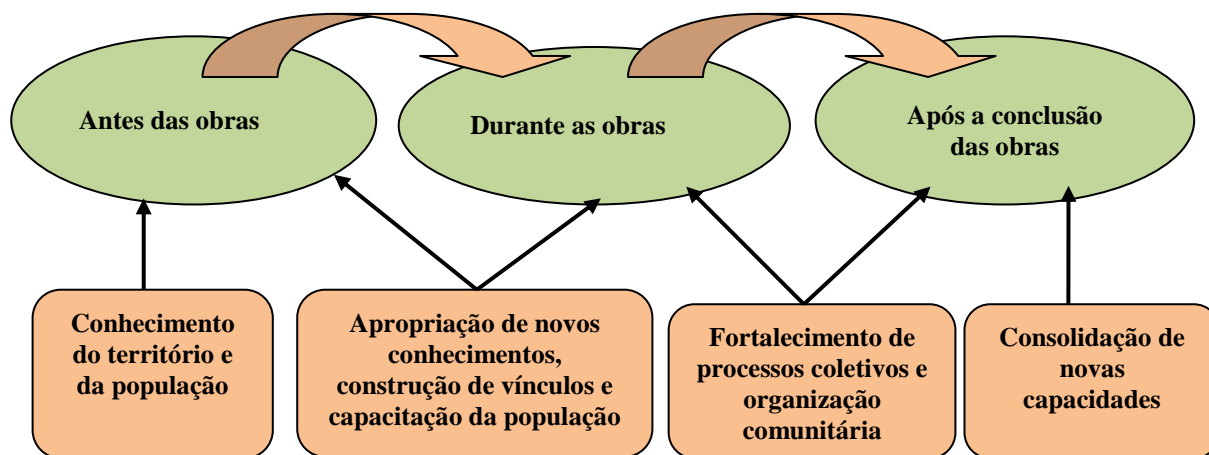 Antes das obras
Durante as obras
Após a conclusão
das obras
Conhecimento
do território e
da população
Apropriação de novos
conhecimentos,
construção de vínculos e
capacitação da população
Fortalecimento de
processos coletivos e
organização
comunitária
Consolidação de
novas
capacidades